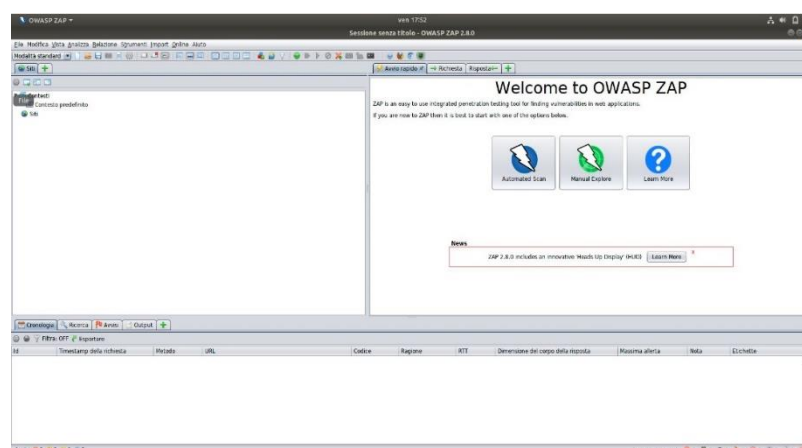 OWASP ZAP
ven 17:52
Sessione senza titolo - OWASP ZAP 2.8.0
File Modifica Vista Analizza Relazione Strumenti Import Online Aiuto
Modalità standard
Siti
Avvio rapido
Richiesta
Risposta
Contesti
File
Contesto predefinito
Siti
Welcome to OWASP ZAP
ZAP is an easy to use integrated penetration testing tool for finding vulnerabilities in web applications.
If you are new to ZAP then it is best to start with one of the options below.
Automated Scan
Manual Explore
Learn More
News
ZAP 2.8.0 includes an innovative 'Heads Up Display' (HUD)
Learn More
X
Cronologia
Ricerca
Avvisi
Output
Filtra: OFF
Esportare
Id
Timestamp della richiesta
Metodo
URL
Codice
Ragione
RTT
Dimensione del corpo della risposta
Massima allerta
Nota
Etichette